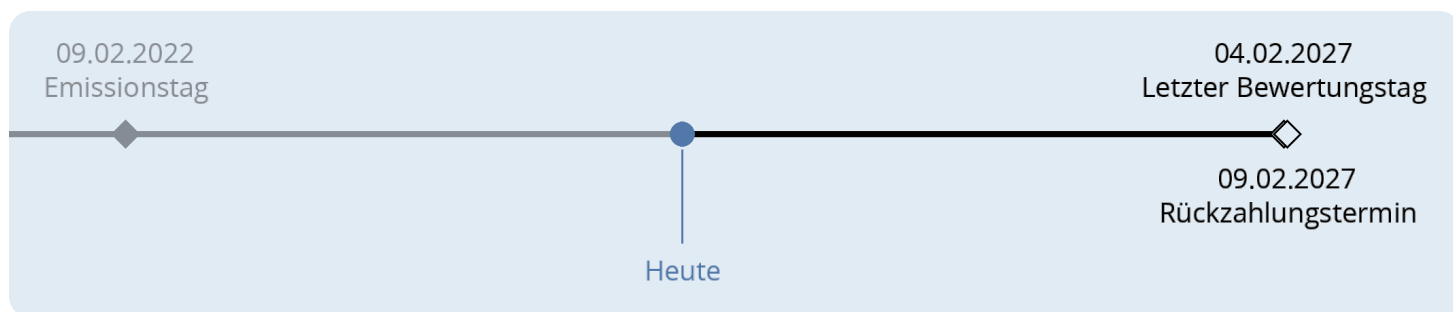 09.02.2022
Emissionstag
04.02.2027
Letzter Bewertungstag
09.02.2027
Rückzahlungstermin
Heute